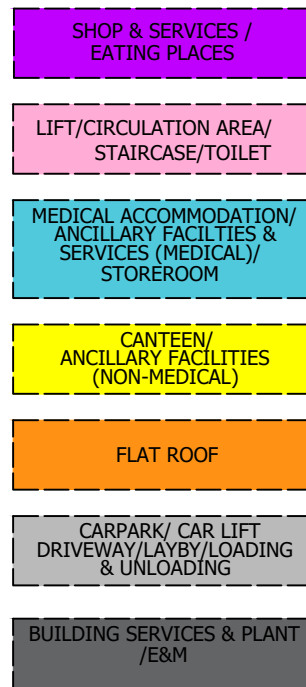 SHOP & SERVICES /
EATING PLACES
LIFT/CIRCULATION AREA/
STAIRCASE/TOILET
MEDICAL ACCOMMODATION/
ANCILLARY FACILTIES &
SERVICES (MEDICAL)/
STOREROOM
CANTEEN/
ANCILLARY FACILITIES
(NON-MEDICAL)
FLAT ROOF
CARPARK/ CAR LIFT
DRIVEWAY/LAYBY/LOADING
& UNLOADING
BUILDING SERVICES & PLANT
/E&M